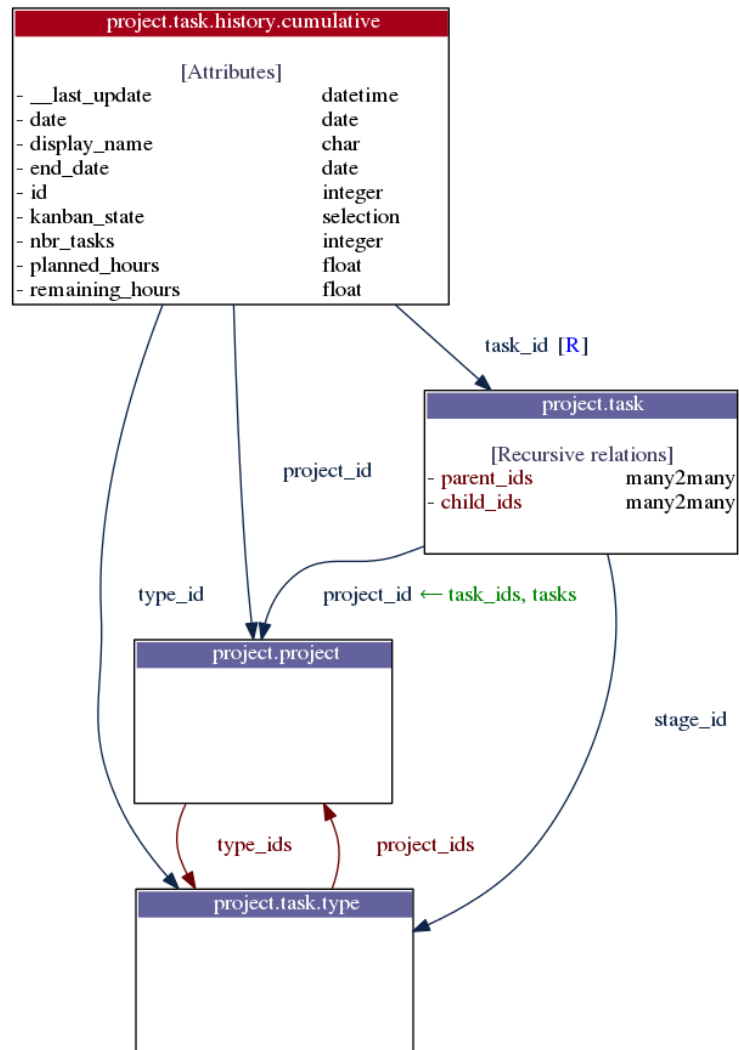 project.task.history.cumulative
[Attributes]
- __last_update datetime
- date date
- display_name char
- end_date date
- id integer
- kanban_state selection
- nbr_tasks integer
- planned_hours float
- remaining_hours float
task_id [R]
project.task
[Recursive relations]
- parent_ids many2many
- child_ids many2many
project_id
type_id
project_id ← task_ids, tasks
project.project
stage_id
type_ids
project_ids
project.task.type